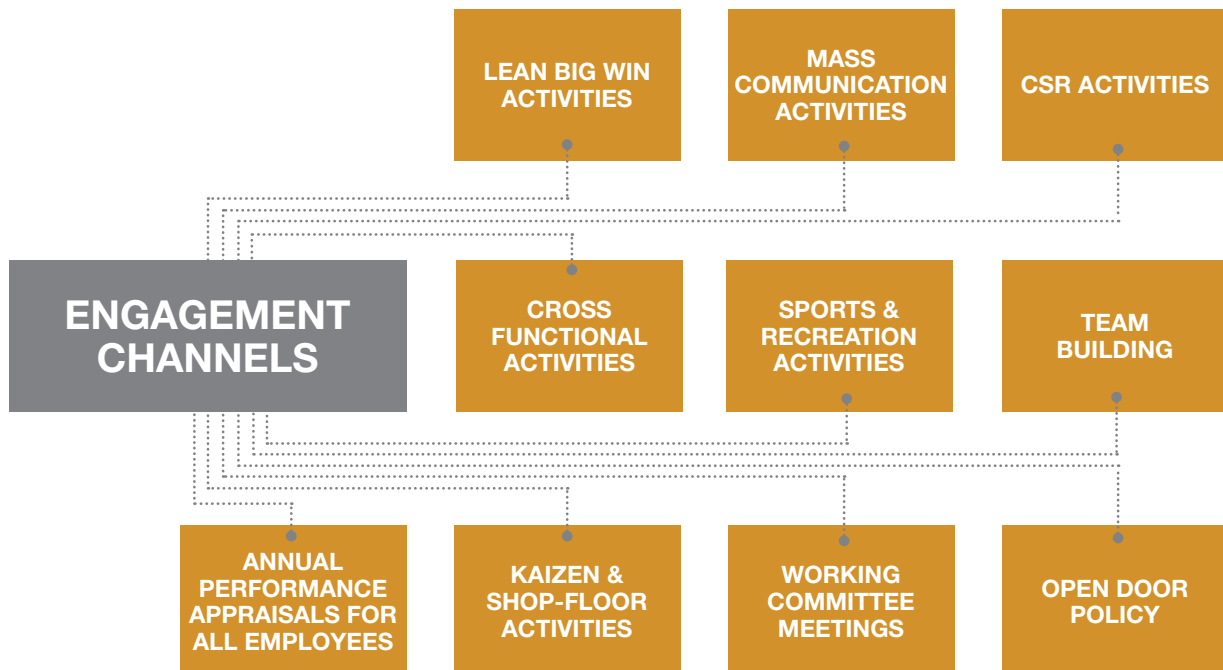 LEAN BIG WIN
ACTIVITIES
MASS
COMMUNICATION
ACTIVITIES
CSR ACTIVITIES
ENGAGEMENT
CHANNELS
CROSS
FUNCTIONAL
ACTIVITIES
SPORTS &
RECREATION
ACTIVITIES
TEAM
BUILDING
ANNUAL
PERFORMANCE
APPRAISALS FOR
ALL EMPLOYEES
KAIZEN &
SHOP-FLOOR
ACTIVITIES
WORKING
COMMITTEE
MEETINGS
OPEN DOOR
POLICY